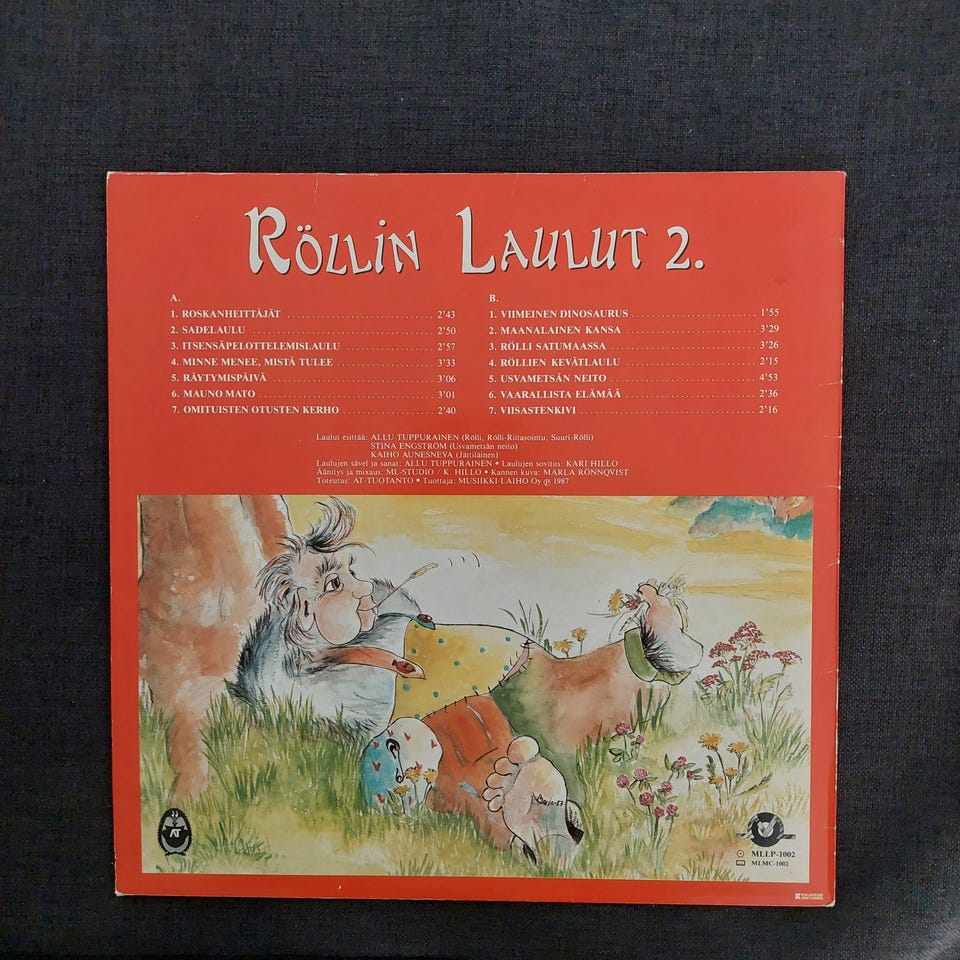 RÖLLIN LAULUT 2.
A.
1. ROSKANHEITTÄJÄT 2'43
2. SADELAULU 2'50
3. ITSENSÄPELOTTELEMISLAULU 2'57
4. MINNE MENEE, MISTÄ TULEE 3'33
5. RÄYTYMISPÄIVÄ 3'06
6. MAUNO MATO 3'01
7. OMITUISTEN OTUSTEN KERHO 2'40
B.
1. VIIMEINEN DINOSAURUS 1'55
2. MAANALAINEN KANSA 3'29
3. RÖLLI SATUMAASSA 3'26
4. RÖLLIEN KEVÄTLAULU 2'15
5. USVAMETSÄN NEITO 4'53
6. VAARALLISTA ELÄMÄÄ 2'36
7. VIISASTENKIVI 2'16
Laulut esittää: ALLU TUPPURAINEN (Rölli, Rölli-Riitasointu, Suuri-Rölli)
STINA ENGSTRÖM (Usvametsän neito)
KAIHO AUNESNEVA (Jättiläinen)
Laulujen sävel ja sanat: ALLU TUPPURAINEN • Laulujen sovitus: KARI HILLO
Äänitys ja mixaus: ML-STUDIO / K. HILLO • Kannen kuva: MARLA RÖNNQVIST
Toteutus: AT-TUOTANTO • Tuottaja: MUSIIKKI-LAIHO Oy ℗ 1987
AT
MLLP-1002
MLMC-1002